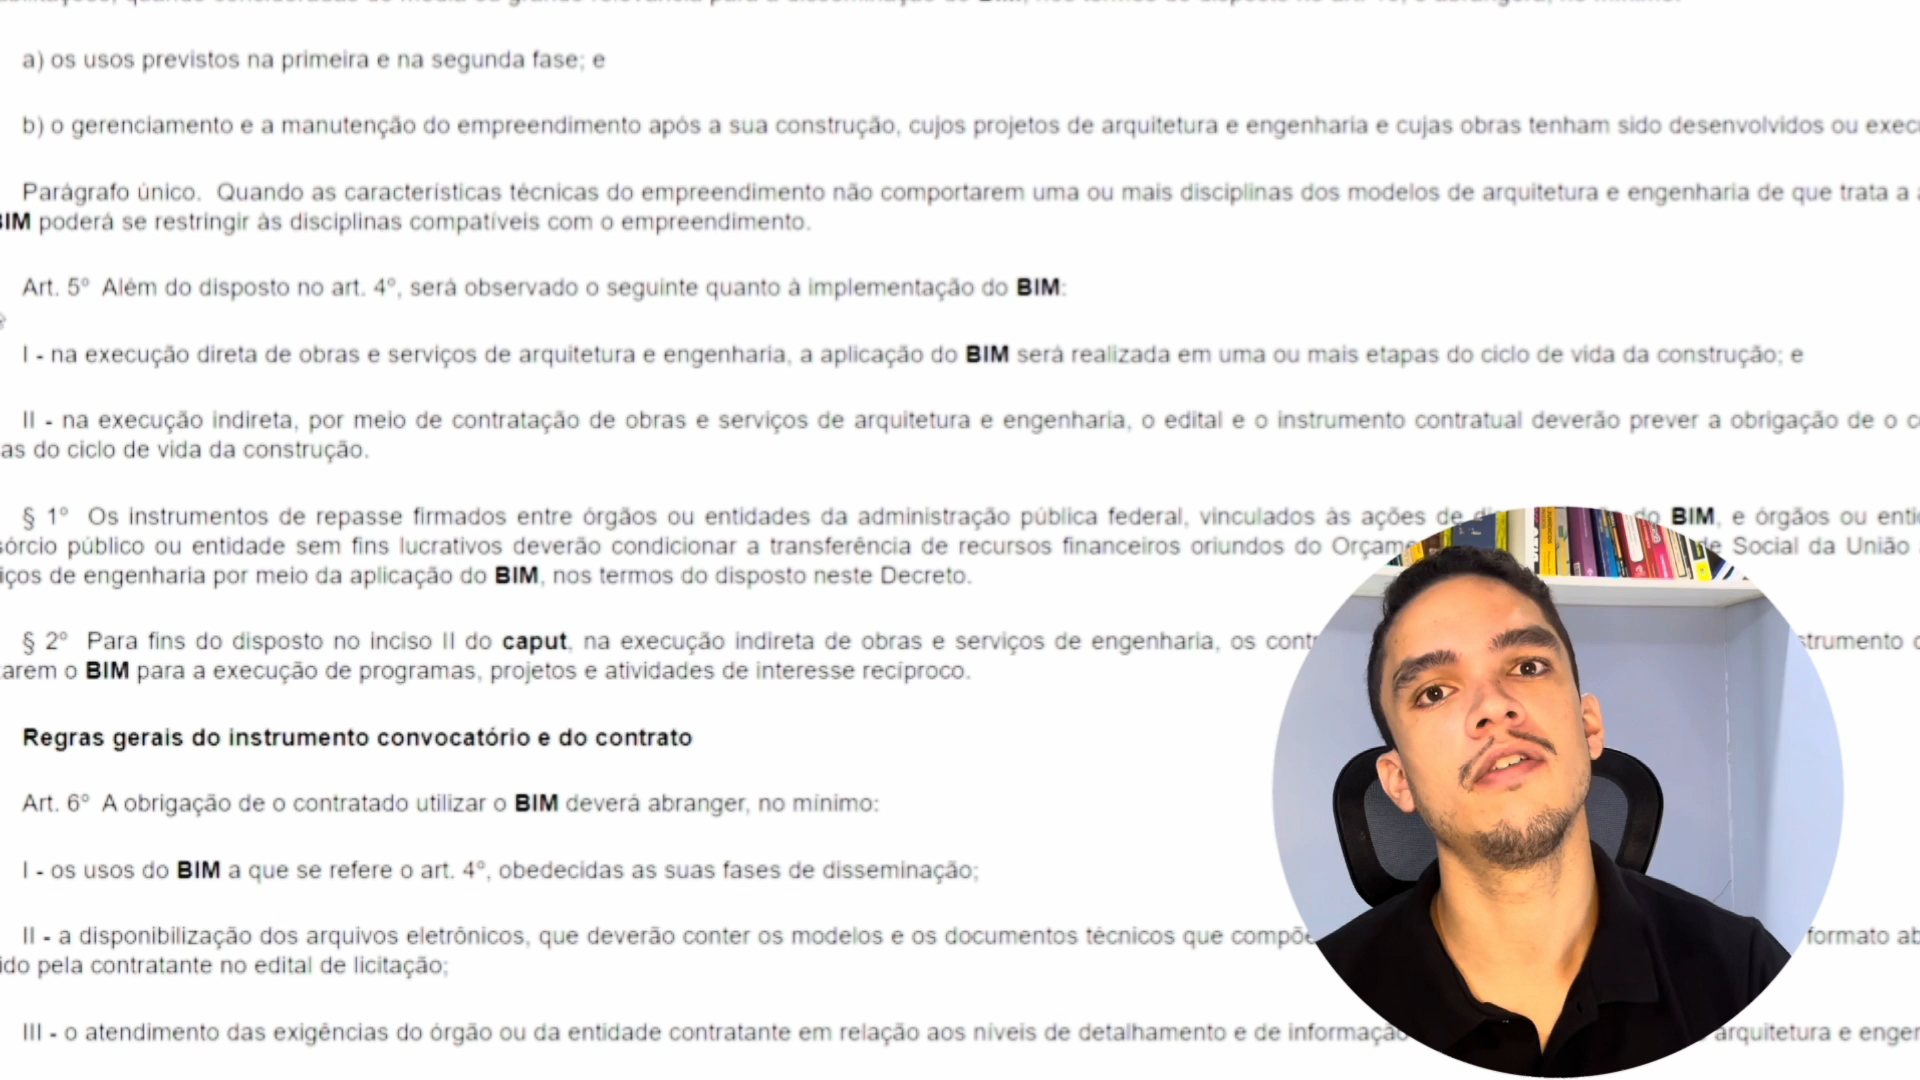 a) os usos previstos na primeira e na segunda fase; e
b) o gerenciamento e a manutenção do empreendimento após a sua construção, cujos projetos de arquitetura e engenharia e cujas obras tenham sido desenvolvidos ou exec
Parágrafo único. Quando as características técnicas do empreendimento não comportarem uma ou mais disciplinas dos modelos de arquitetura e engenharia de que trata a
BIM poderá se restringir às disciplinas compatíveis com o empreendimento.
Art. 5º Além do disposto no art. 4º, será observado o seguinte quanto à implementação do BIM:
I - na execução direta de obras e serviços de arquitetura e engenharia, a aplicação do BIM será realizada em uma ou mais etapas do ciclo de vida da construção; e
II - na execução indireta, por meio de contratação de obras e serviços de arquitetura e engenharia, o edital e o instrumento contratual deverão prever a obrigação de o c
as do ciclo de vida da construção.
§ 1º Os instrumentos de repasse firmados entre órgãos ou entidades da administração pública federal, vinculados às ações de do BIM, e órgãos ou enti
sórcio público ou entidade sem fins lucrativos deverão condicionar a transferência de recursos financeiros oriundos do Orçame e Social da União
iços de engenharia por meio da aplicação do BIM, nos termos do disposto neste Decreto.
§ 2º Para fins do disposto no inciso II do caput, na execução indireta de obras e serviços de engenharia, os cont strumento
tarem o BIM para a execução de programas, projetos e atividades de interesse recíproco.
Regras gerais do instrumento convocatório e do contrato
Art. 6º A obrigação de o contratado utilizar o BIM deverá abranger, no mínimo:
I - os usos do BIM a que se refere o art. 4º, obedecidas as suas fases de disseminação;
II - a disponibilização dos arquivos eletrônicos, que deverão conter os modelos e os documentos técnicos que compõe formato ab
ido pela contratante no edital de licitação;
III - o atendimento das exigências do órgão ou da entidade contratante em relação aos níveis de detalhamento e de informação arquitetura e engen